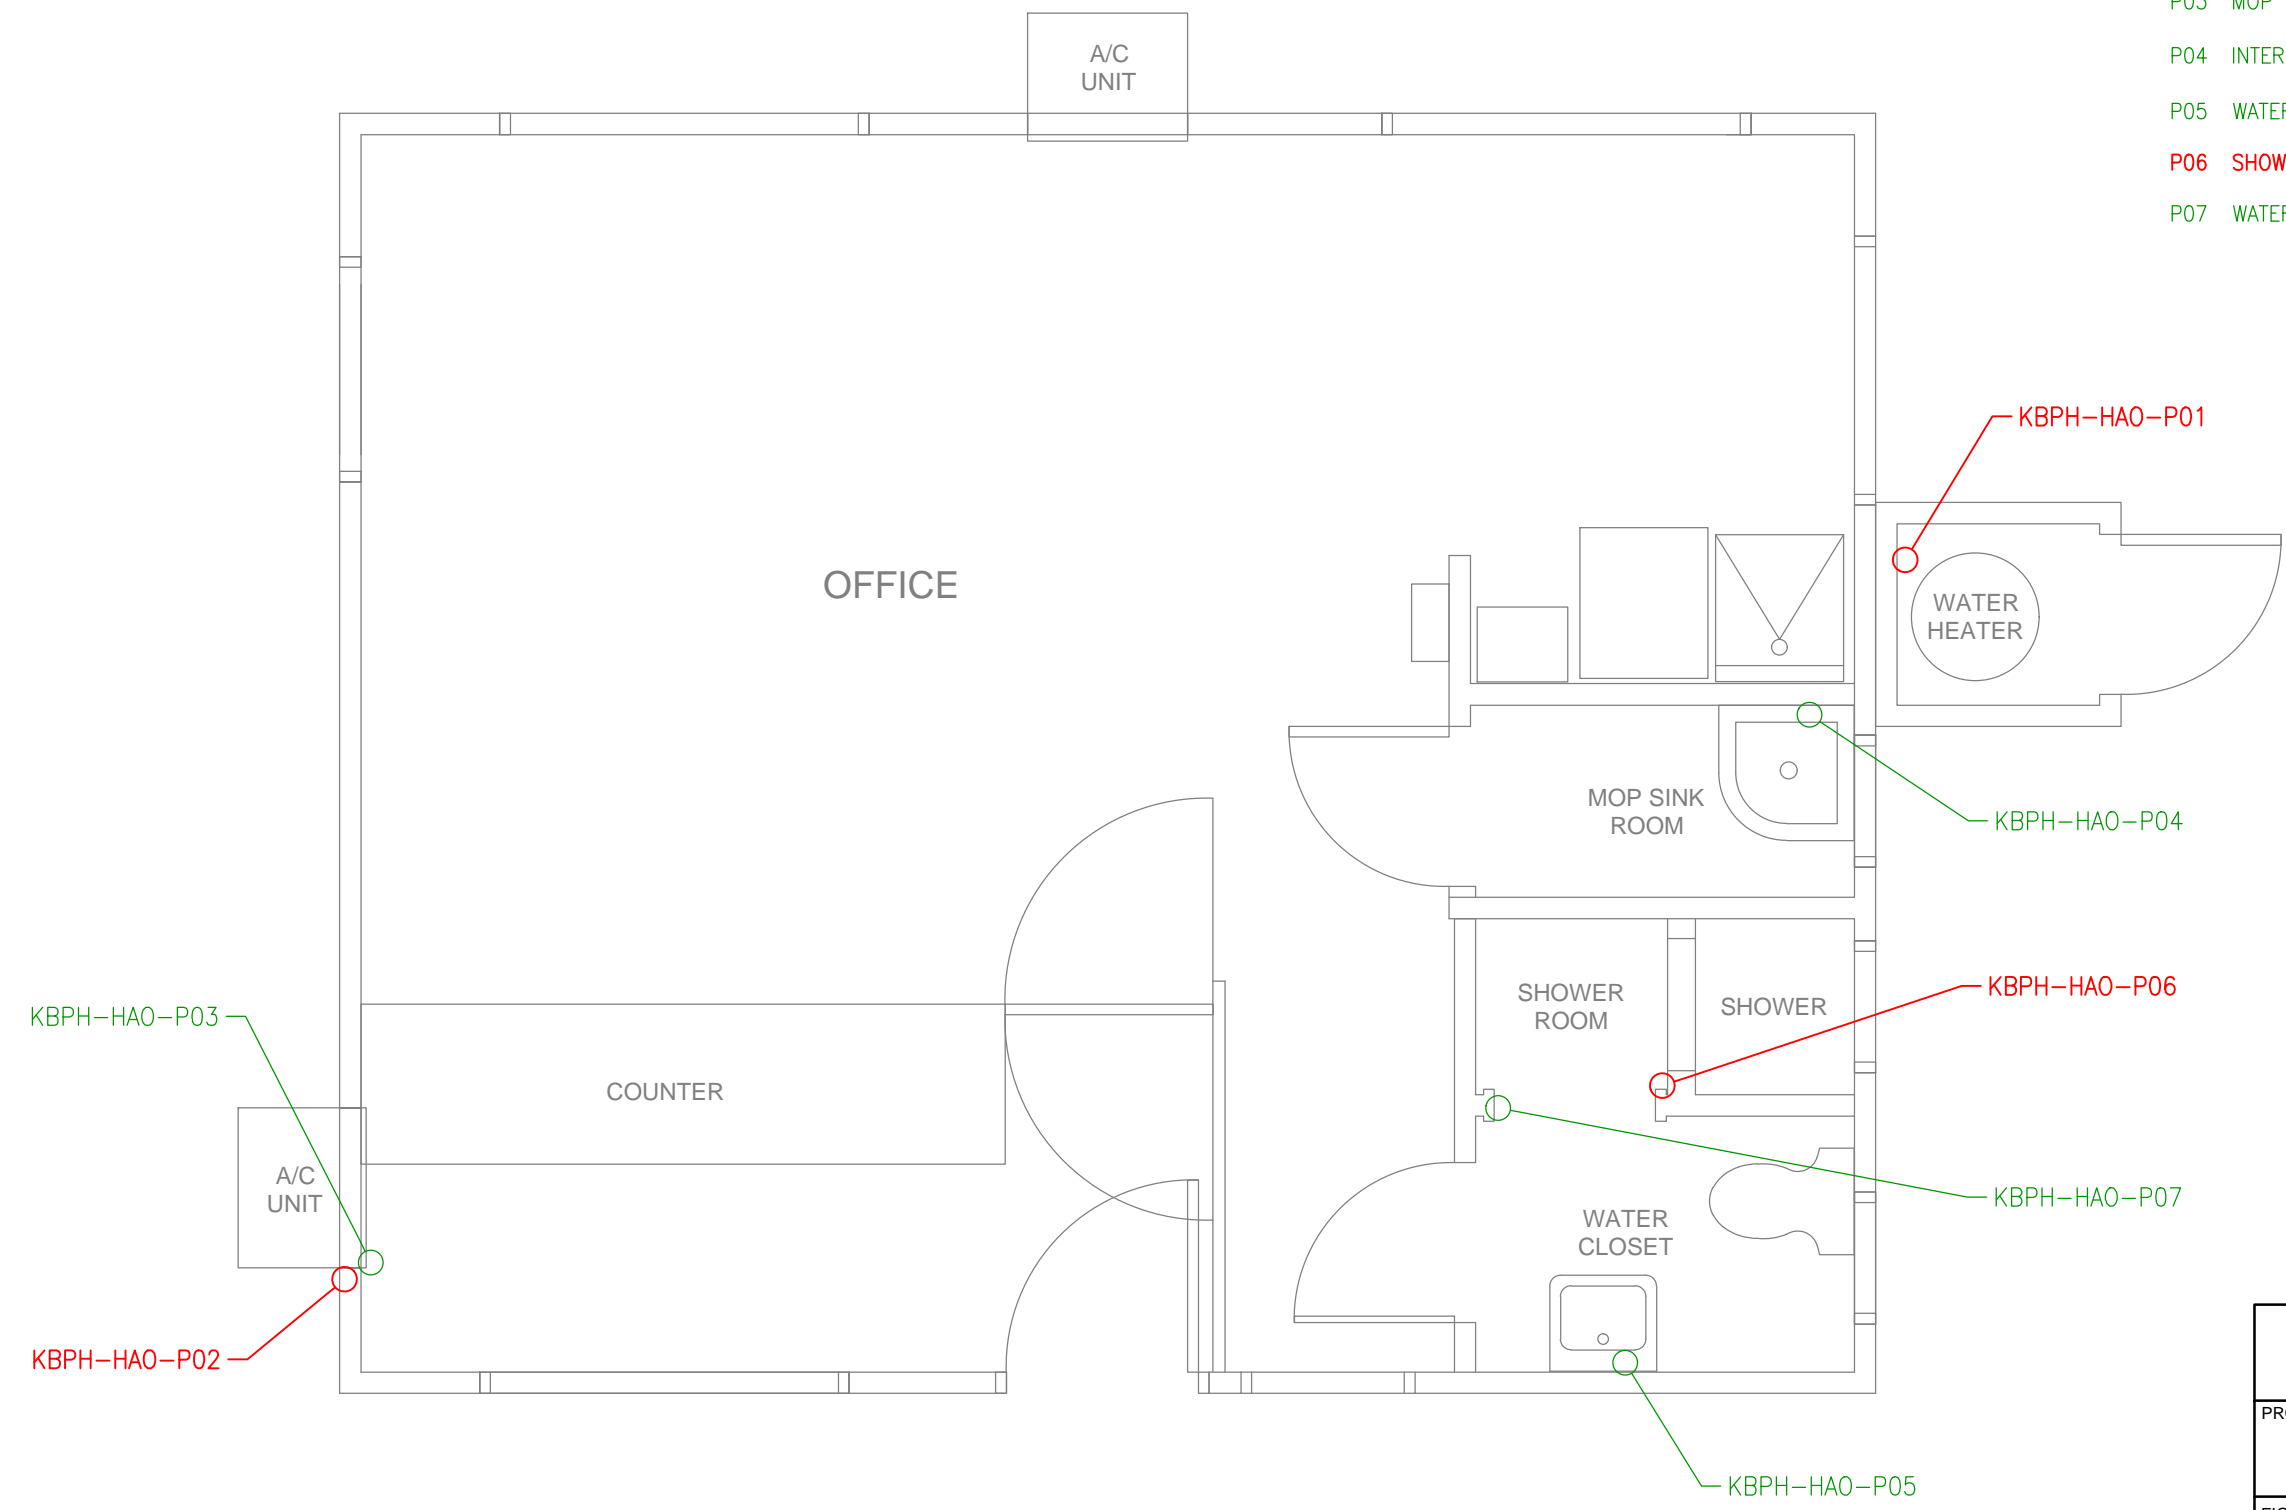 P03 MOP
P04 INTER
A/C
UNIT
P05 WATER
P06 SHOW
P07 WATER
KBPH-HAO-P01
OFFICE
WATER
HEATER
MOP SINK
ROOM
KBPH-HAO-P04
SHOWER
ROOM
SHOWER
KBPH-HAO-P06
KBPH-HAO-P03
COUNTER
A/C
UNIT
KBPH-HAO-P07
WATER
CLOSET
KBPH-HAO-P02
KBPH-HAO-P05